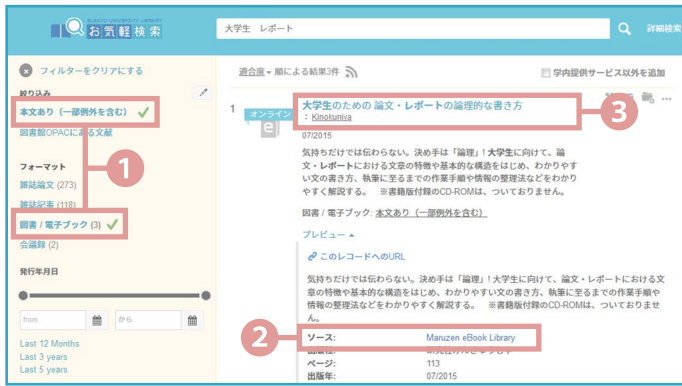 BUNKYO UNIVERSITY LIBRARY
お気軽検索
大学生 レポート
詳細検索
フィルターをクリアにする
絞り込み
本文あり（一部例外を含む）
図書館OPACにある文献
フォーマット
雑誌論文 (273)
雑誌記事 (118)
図書 / 電子ブック (3)
会議録 (2)
発行年月日
from
から
Last 12 Months
Last 3 years
Last 5 years
1
適合度 順による結果3件
学内提供サービス以外を追加
1
オンライン
大学生のための 論文・レポートの論理的な書き方
: Kinokuniya
3
07/2015
気持ちだけでは伝わらない。決め手は「論理」! 大学生に向けて、論
文・レポートにおける文章の特徴や基本的な構造をはじめ、わかりやす
い文の書き方、執筆に至るまでの作業手順や情報の整理法などをわかり
やすく解説する。 ※書籍版付録のCD-ROMは、ついておりません。
図書 / 電子ブック: 本文あり（一部例外を含む）
プレビュー
このレコードへのURL
気持ちだけでは伝わらない。決め手は「論理」! 大学生に向けて、論文・レポートにおける文
章の特徴や基本的な構造をはじめ、わかりやすい文の書き方、執筆に至るまでの作業手順や
情報の整理法などをわかりやすく解説する。 ※書籍版付録のCD-ROMは、ついておりませ
ん。
2
ソース: Maruzen eBook Library
ページ: 113
出版年: 07/2015